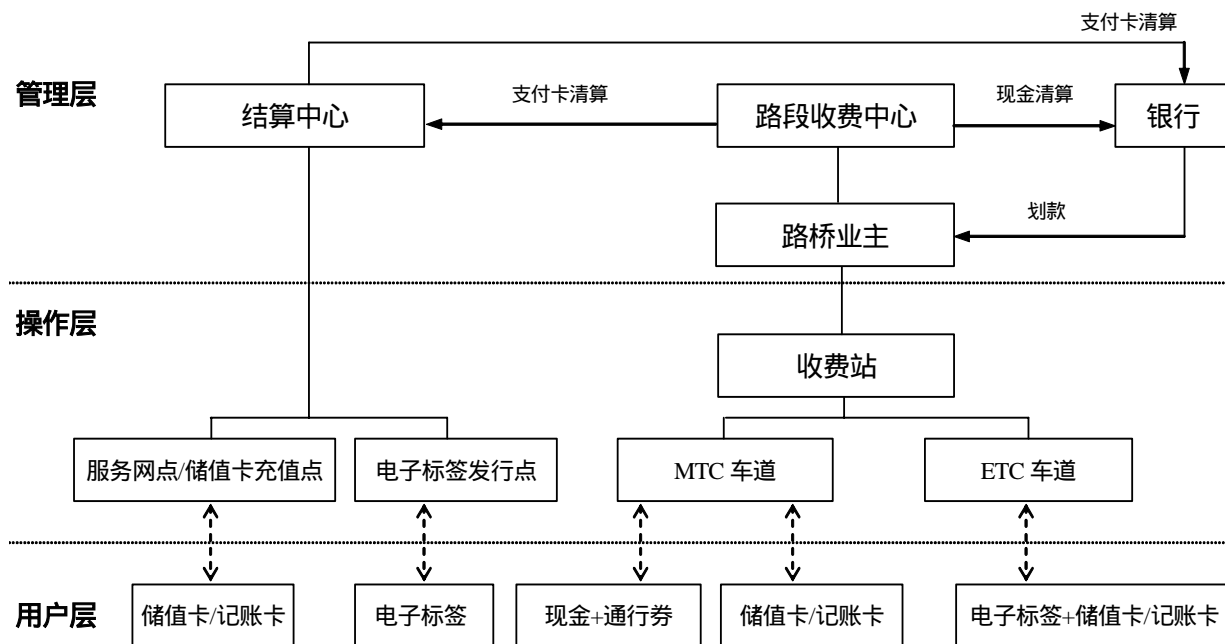 支付卡清算
管理层
结算中心
支付卡清算
路段收费中心
现金清算
银行
划款
路桥业主
操作层
收费站
服务网点/储值卡充值点
电子标签发行点
MTC 车道
ETC 车道
用户层
储值卡/记账卡
电子标签
现金+通行券
储值卡/记账卡
电子标签+储值卡/记账卡